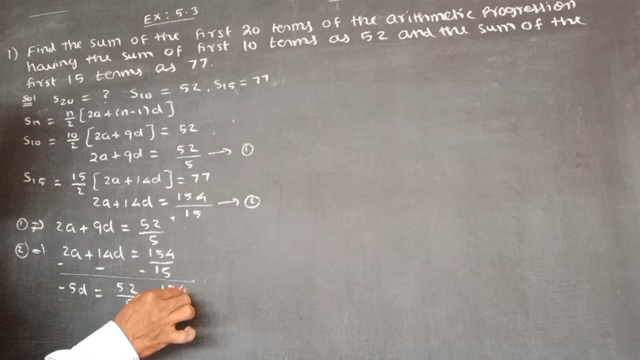 Ex: 5.3
1) Find the sum of the first 20 terms of the arithmetic progression
having the sum of first 10 terms as 52 and the sum of the
first 15 terms as 77.
Sol S₂₀ = ? S₁₀ = 52, S₁₅ = 77
Sn = n/2 [2a+(n-1)d]
S₁₀ = 10/2 [2a+9d] = 52
2a+9d = 52/5 → ①
S₁₅ = 15/2 [2a+14d] = 77
2a+14d = 154/15 → ②
① ⇒ 2a+9d = 52/5
② ⇒ 2a+14d = 154/15
- - -
-5d = 52